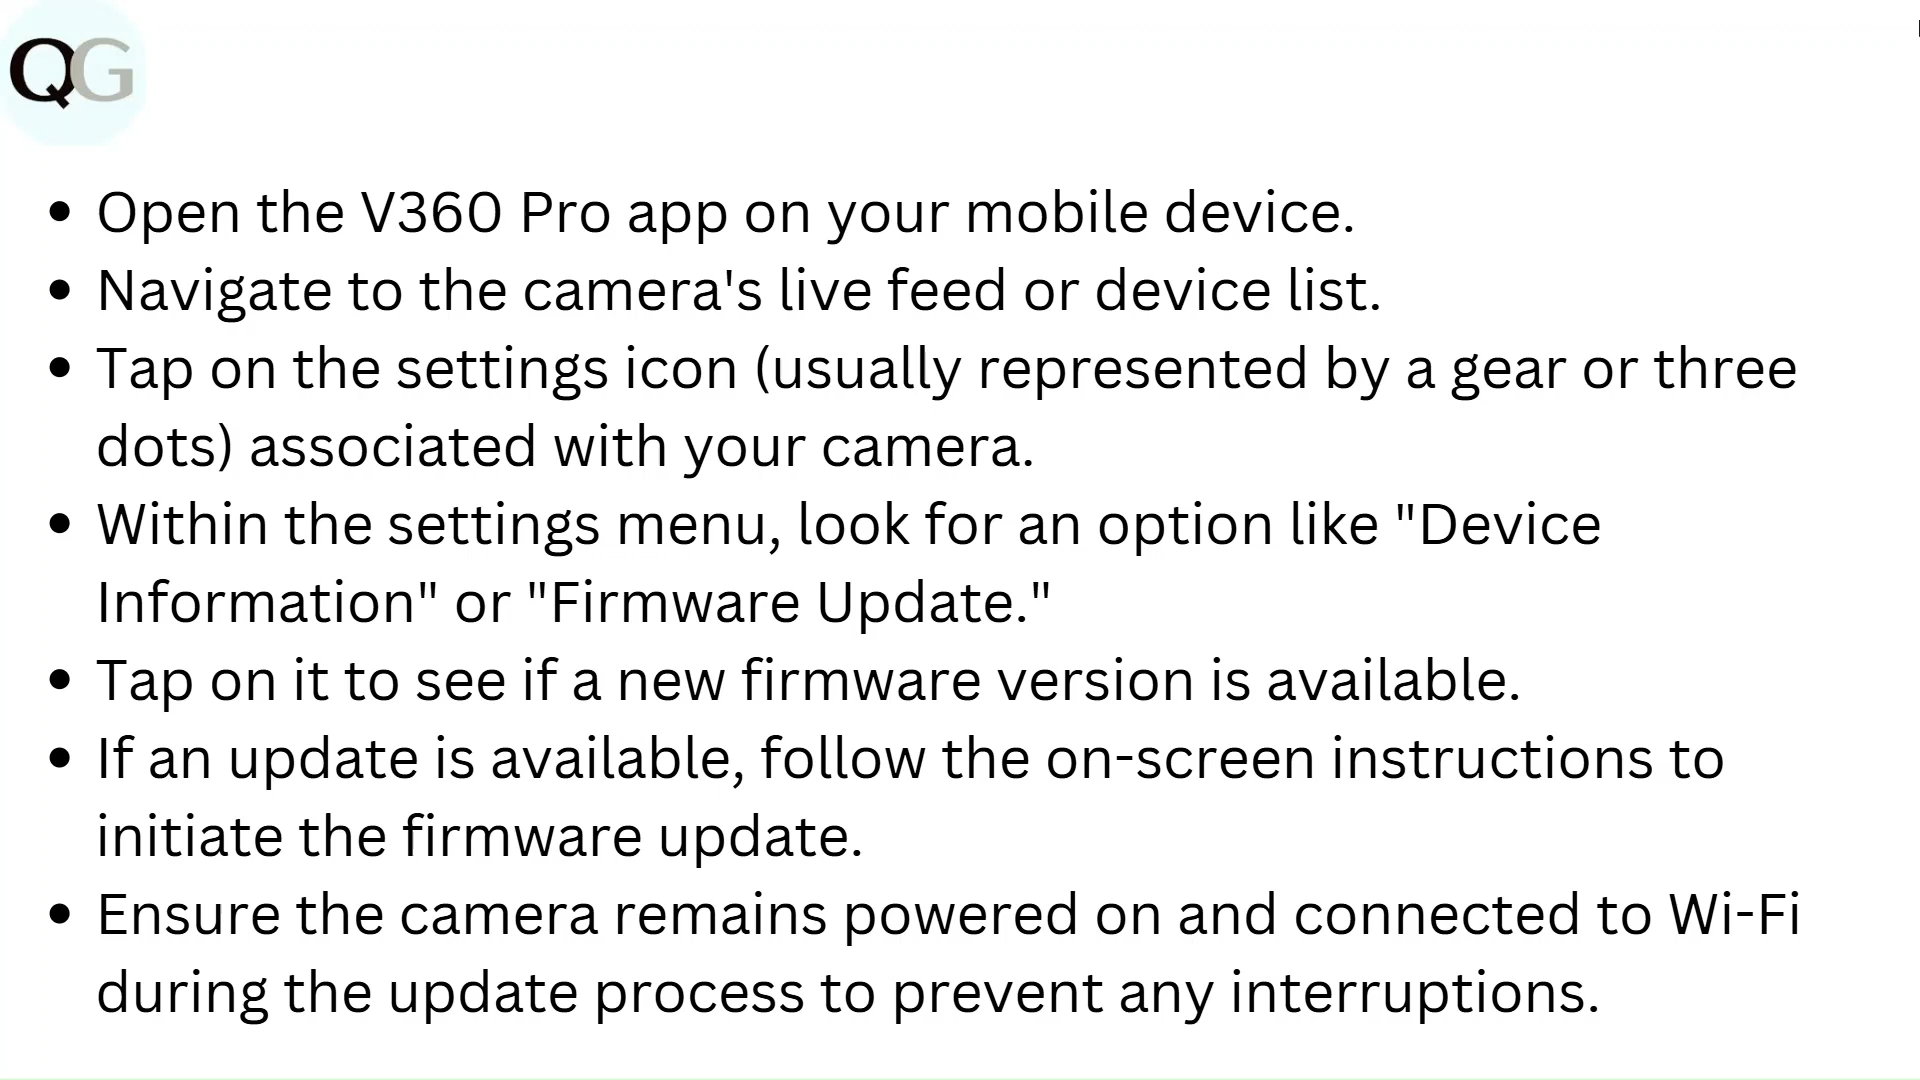 QG
• Open the V360 Pro app on your mobile device.
• Navigate to the camera's live feed or device list.
• Tap on the settings icon (usually represented by a gear or three
dots) associated with your camera.
• Within the settings menu, look for an option like "Device
Information" or "Firmware Update."
• Tap on it to see if a new firmware version is available.
• If an update is available, follow the on-screen instructions to
initiate the firmware update.
• Ensure the camera remains powered on and connected to Wi-Fi
during the update process to prevent any interruptions.